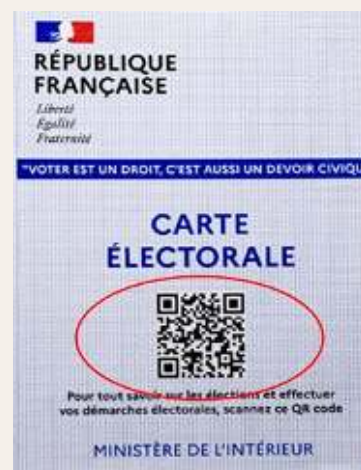 RÉPUBLIQUE
FRANÇAISE
Liberté
Égalité
Fraternité
"VOTER EST UN DROIT, C'EST AUSSI UN DEVOIR CIVIQU
CARTE
ÉLECTORALE
Pour tout savoir sur les élections et effectuer
vos démarches électorales, scannez ce QR code
MINISTÈRE DE L'INTÉRIEUR